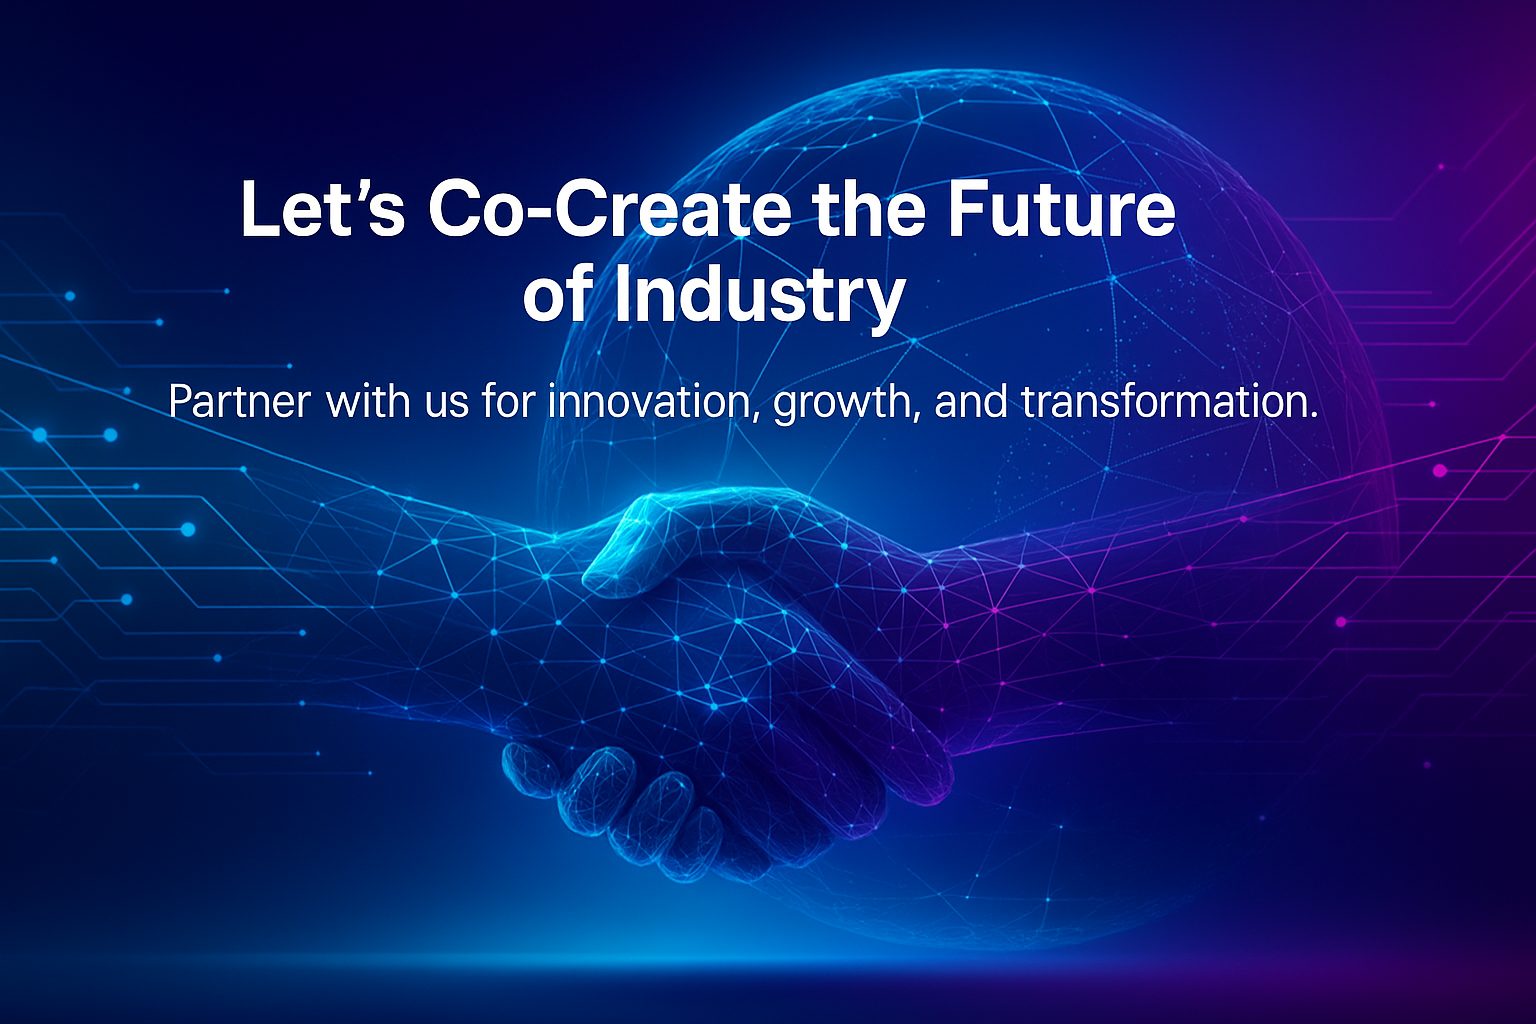 Let’s Co-Create the Future
of Industry
Partner with us for innovation, growth, and transformation.